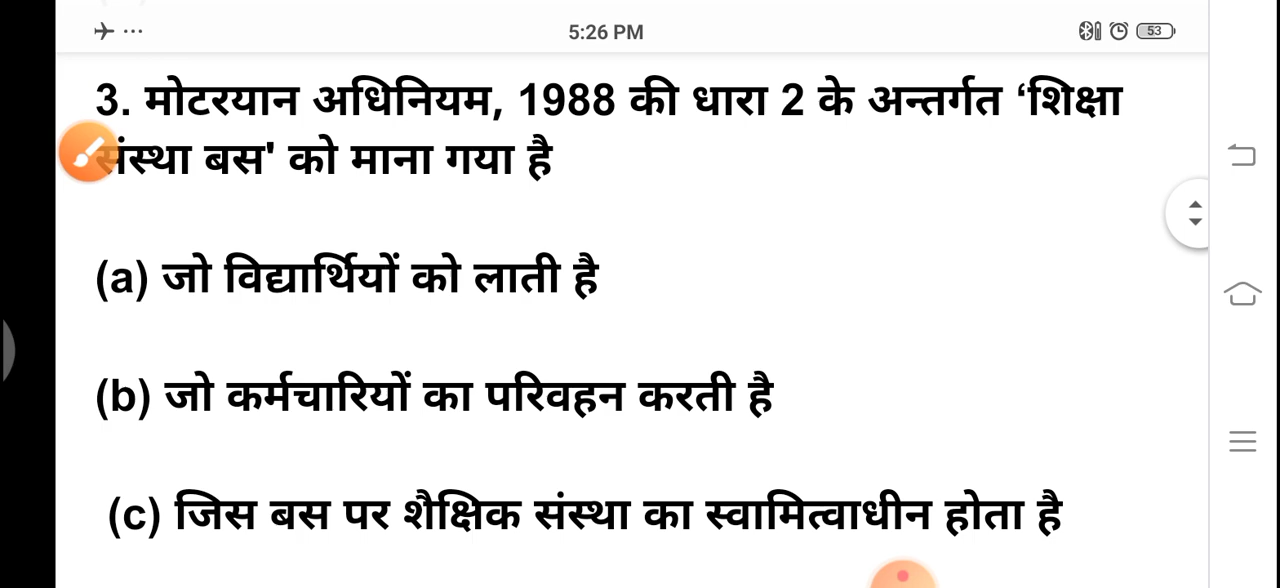 5:26 PM
53
3. मोटरयान अधिनियम, 1988 की धारा 2 के अन्तर्गत ‘शिक्षा
संस्था बस' को माना गया है
(a) जो विद्यार्थियों को लाती है
(b) जो कर्मचारियों का परिवहन करती है
(c) जिस बस पर शैक्षिक संस्था का स्वामित्वाधीन होता है